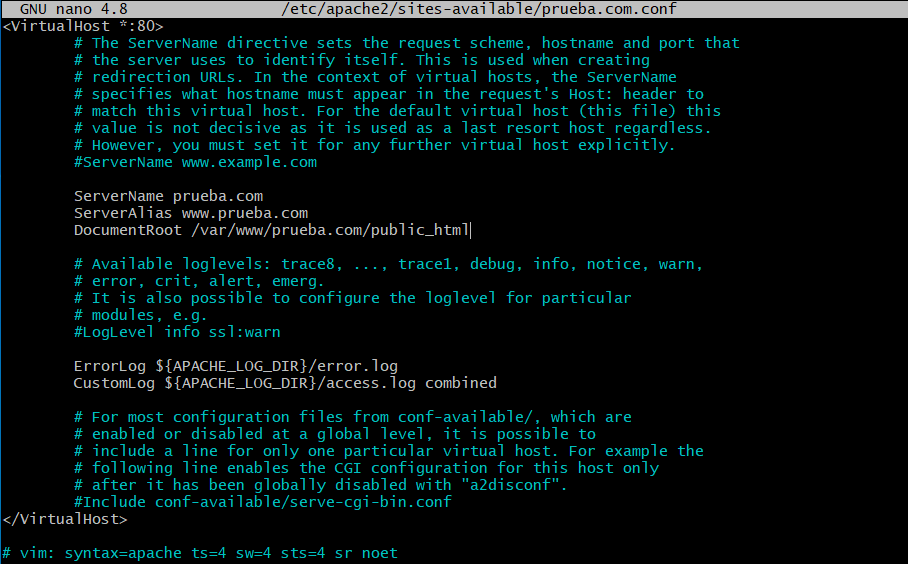 GNU nano 4.8 /etc/apache2/sites-available/prueba.com.conf
<VirtualHost *:80>
# The ServerName directive sets the request scheme, hostname and port that
# the server uses to identify itself. This is used when creating
# redirection URLs. In the context of virtual hosts, the ServerName
# specifies what hostname must appear in the request's Host: header to
# match this virtual host. For the default virtual host (this file) this
# value is not decisive as it is used as a last resort host regardless.
# However, you must set it for any further virtual host explicitly.
#ServerName www.example.com
ServerName prueba.com
ServerAlias www.prueba.com
DocumentRoot /var/www/prueba.com/public_html
# Available loglevels: trace8, ..., trace1, debug, info, notice, warn,
# error, crit, alert, emerg.
# It is also possible to configure the loglevel for particular
# modules, e.g.
#LogLevel info ssl:warn
ErrorLog ${APACHE_LOG_DIR}/error.log
CustomLog ${APACHE_LOG_DIR}/access.log combined
# For most configuration files from conf-available/, which are
# enabled or disabled at a global level, it is possible to
# include a line for only one particular virtual host. For example the
# following line enables the CGI configuration for this host only
# after it has been globally disabled with "a2disconf".
#Include conf-available/serve-cgi-bin.conf
</VirtualHost>
# vim: syntax=apache ts=4 sw=4 sts=4 sr noet